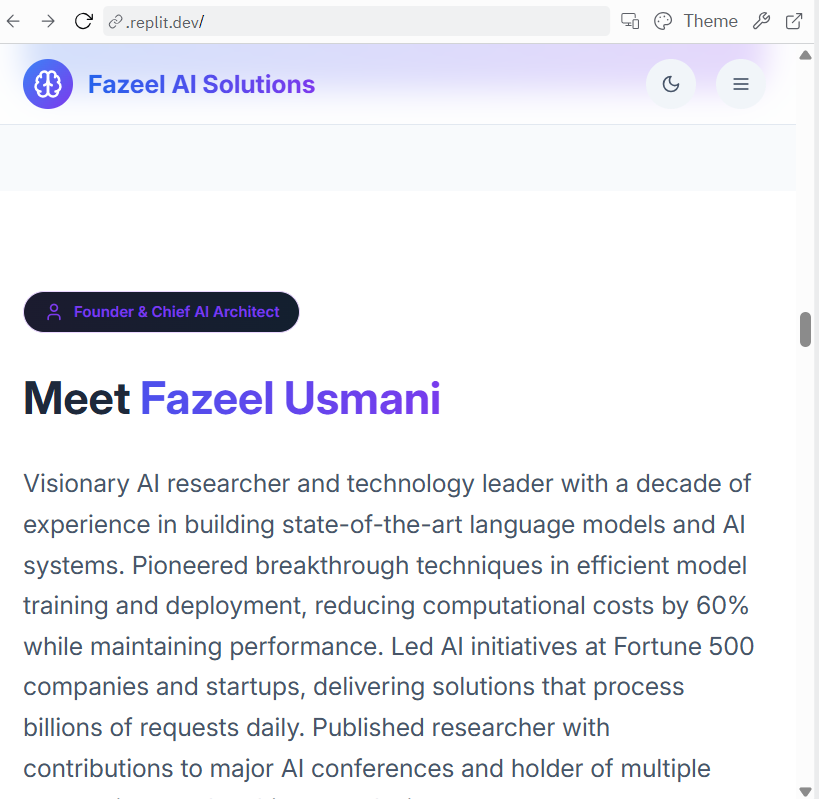 .replit.dev/
Theme
Fazeel AI Solutions
Founder & Chief AI Architect
Meet Fazeel Usmani
Visionary AI researcher and technology leader with a decade of
experience in building state-of-the-art language models and AI
systems. Pioneered breakthrough techniques in efficient model
training and deployment, reducing computational costs by 60%
while maintaining performance. Led AI initiatives at Fortune 500
companies and startups, delivering solutions that process
billions of requests daily. Published researcher with
contributions to major AI conferences and holder of multiple